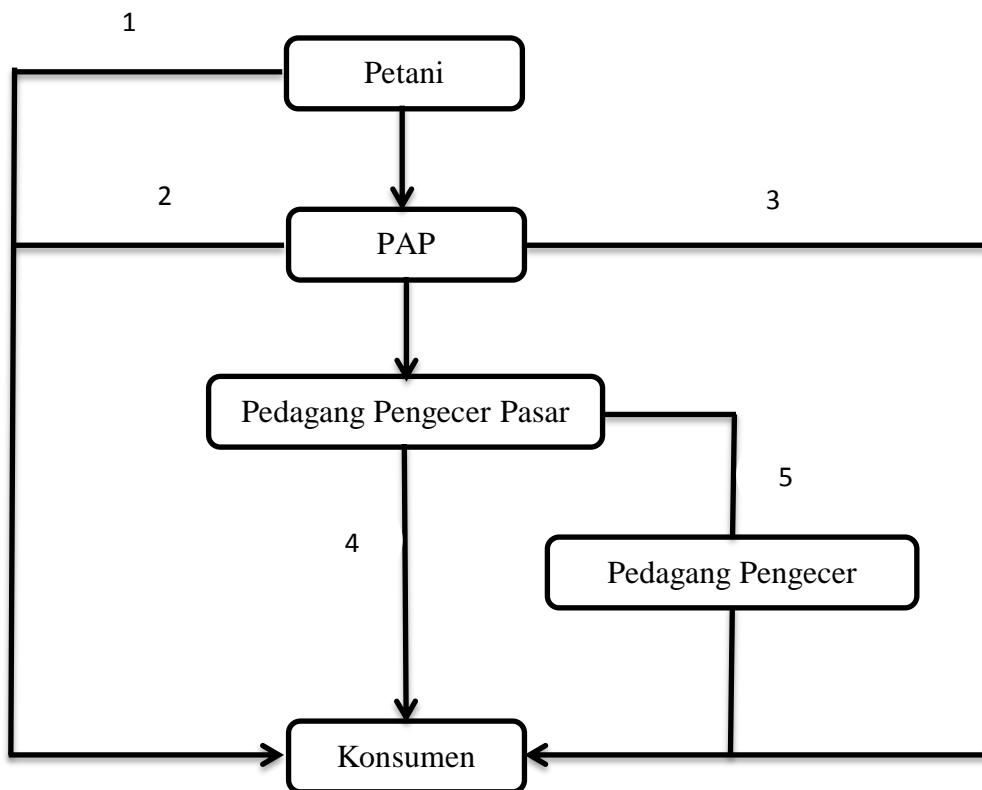 1
Petani
2
3
PAP
Pedagang Pengecer Pasar
5
4
Pedagang Pengecer
Konsumen